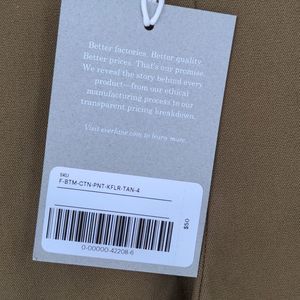 Better factories. Better quality.
Better prices. That's our promise.
We reveal the story behind every
product—from our ethical
manufacturing process to our
transparent pricing breakdown.
Visit everlane.com to learn more.
SKU
F-BTM-CTN-PNT-KFLR-TAN-4
0-00000-42208-6
$50